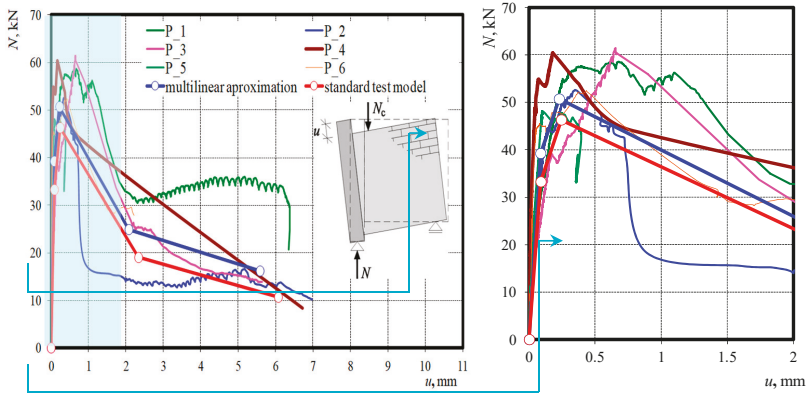 N, kN
70
60
50
40
30
20
10
0
0 1 2 3 4 5 6 7 8 9 10 11
u, mm
P_1 P_2
P_3 P_4
P_5 P_6
multilinear aproximation standard test model
N_c
u
N
N, kN
70
60
50
40
30
20
10
0
0 0.5 1 1.5 2
u, mm